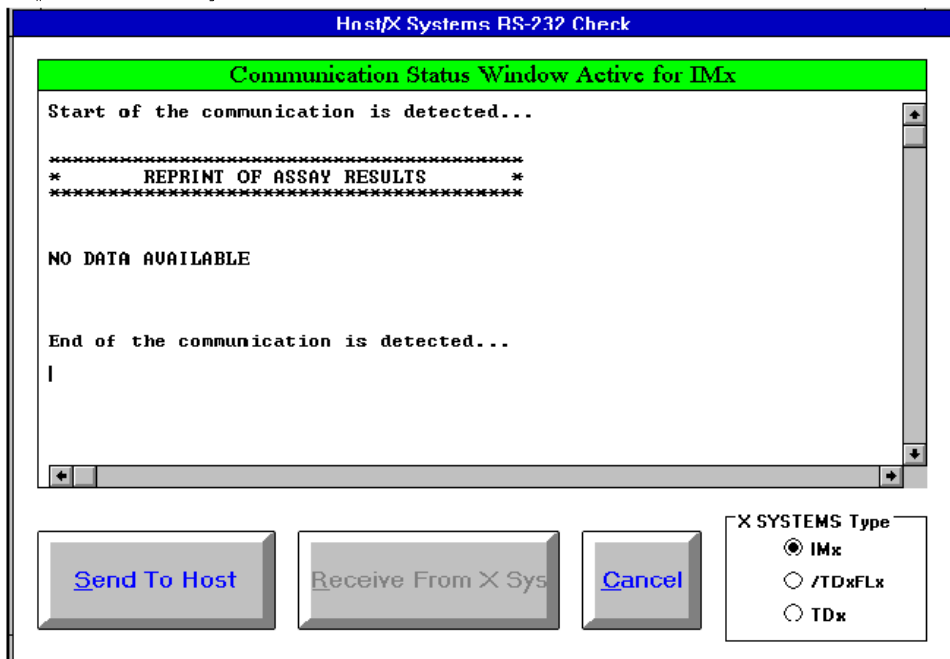 Host/X Systems RS-232 Check
Communication Status Window Active for IMx
Start of the communication is detected...
*****************************************
* REPRINT OF ASSAY RESULTS *
*****************************************
NO DATA AVAILABLE
End of the communication is detected...
Send To Host
Receive From X Sys
Cancel
X SYSTEMS Type
IMx
/TDxFLx
TDx